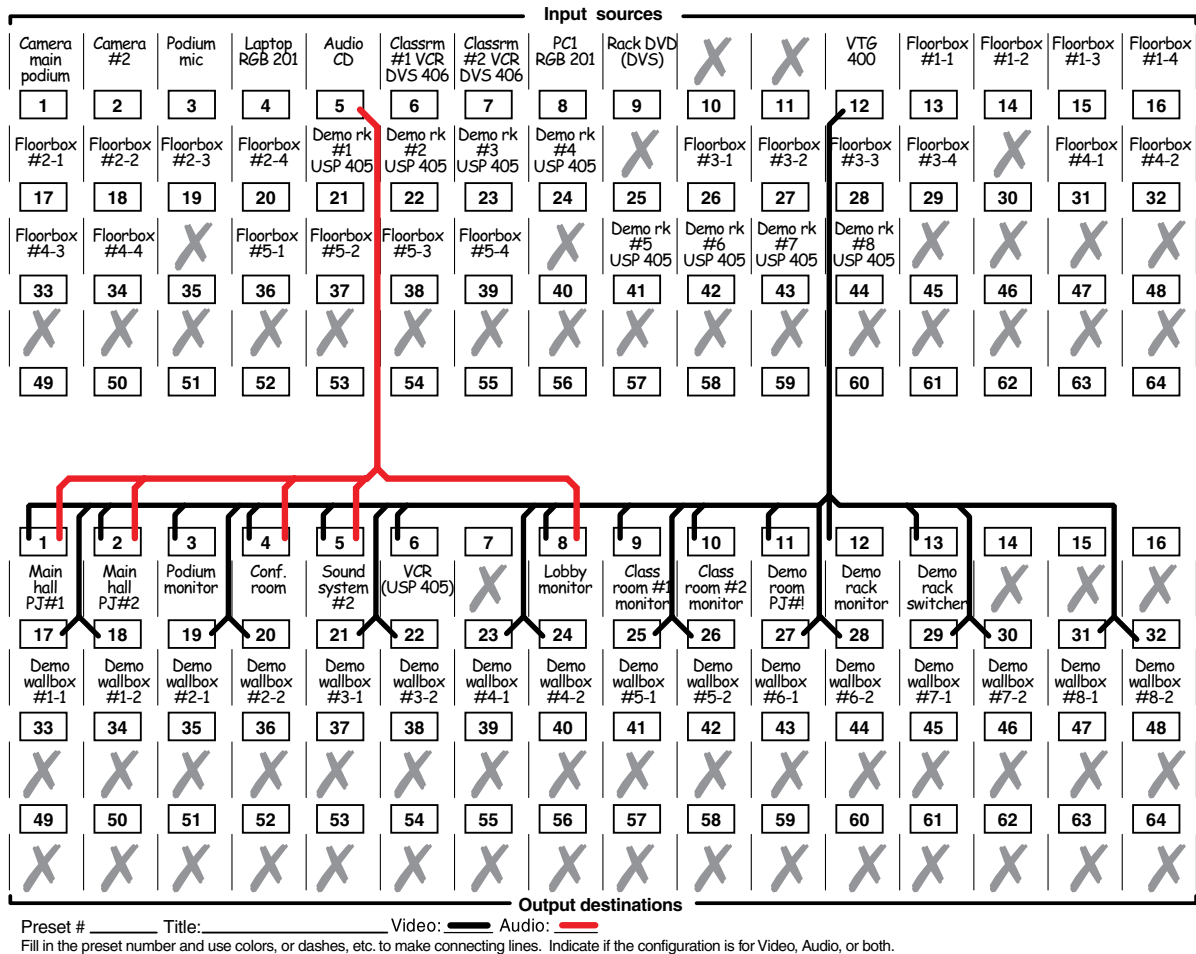 Input sources
Camera main podium
Camera #2
Podium mic
Laptop RGB 201
Audio CD
Classrm #1 VCR DVS 406
Classrm #2 VCR DVS 406
PC1 RGB 201
Rack DVD (DVS)
VTG 400
Floorbox #1-1
Floorbox #1-2
Floorbox #1-3
Floorbox #1-4
1 2 3 4 5 6 7 8 9 10 11 12 13 14 15 16
Floorbox #2-1
Floorbox #2-2
Floorbox #2-3
Floorbox #2-4
Demo rk #1 USP 405
Demo rk #2 USP 405
Demo rk #3 USP 405
Demo rk #4 USP 405
Floorbox #3-1
Floorbox #3-2
Floorbox #3-3
Floorbox #3-4
Floorbox #4-1
Floorbox #4-2
17 18 19 20 21 22 23 24 25 26 27 28 29 30 31 32
Floorbox #4-3
Floorbox #4-4
Floorbox #5-1
Floorbox #5-2
Floorbox #5-3
Floorbox #5-4
Demo rk #5 USP 405
Demo rk #6 USP 405
Demo rk #7 USP 405
Demo rk #8 USP 405
33 34 35 36 37 38 39 40 41 42 43 44 45 46 47 48
49 50 51 52 53 54 55 56 57 58 59 60 61 62 63 64
1 2 3 4 5 6 7 8 9 10 11 12 13 14 15 16
Main hall PJ#1
Main hall PJ#2
Podium monitor
Conf. room
Sound system #2
VCR (USP 405)
Lobby monitor
Class room #1 monitor
Class room #2 monitor
Demo room PJ#!
Demo rack monitor
Demo rack switcher
17 18 19 20 21 22 23 24 25 26 27 28 29 30 31 32
Demo wallbox #1-1
Demo wallbox #1-2
Demo wallbox #2-1
Demo wallbox #2-2
Demo wallbox #3-1
Demo wallbox #3-2
Demo wallbox #4-1
Demo wallbox #4-2
Demo wallbox #5-1
Demo wallbox #5-2
Demo wallbox #6-1
Demo wallbox #6-2
Demo wallbox #7-1
Demo wallbox #7-2
Demo wallbox #8-1
Demo wallbox #8-2
33 34 35 36 37 38 39 40 41 42 43 44 45 46 47 48
49 50 51 52 53 54 55 56 57 58 59 60 61 62 63 64
Output destinations
Preset # Title: Video: Audio:
Fill in the preset number and use colors, or dashes, etc. to make connecting lines. Indicate if the configuration is for Video, Audio, or both.